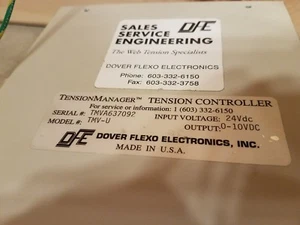 SALES
SERVICE
ENGINEERING
DFE
The Web Tension Specialists
DOVER FLEXO ELECTRONICS
Phone: 603-332-6150
Fax: 603-332-3758
TENSIONMANAGER™ TENSION CONTROLLER
For service or information: 1 (603) 332-6150
SERIAL #: TMVA637092 INPUT VOLTAGE: 24Vdc
MODEL #: TMV-U OUTPUT: 0-10VDC
DFE DOVER FLEXO ELECTRONICS, INC.
MADE IN U.S.A.